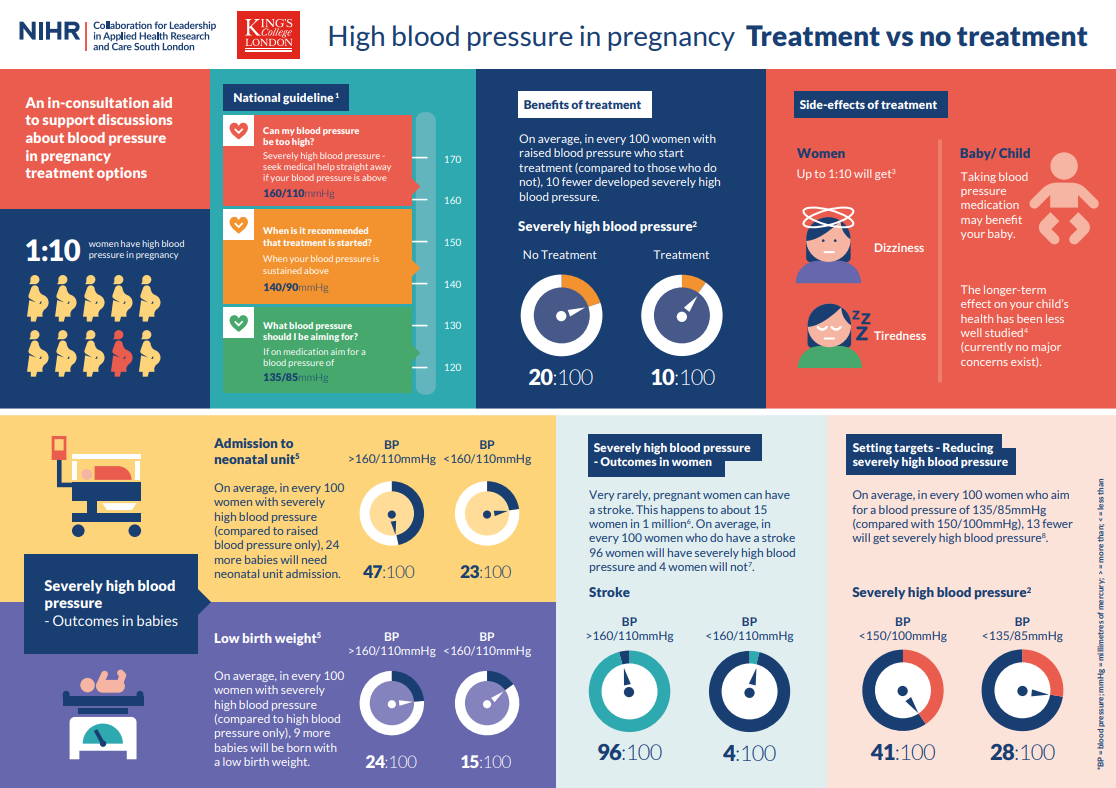 NIHR
Collaboration for Leadership
in Applied Health Research
and Care South London
KING'S
College
LONDON
High blood pressure in pregnancy Treatment vs no treatment
An in-consultation aid
to support discussions
about blood pressure
in pregnancy
treatment options
1:10
women have high blood
pressure in pregnancy
National guideline¹
Can my blood pressure
be too high?
Severely high blood pressure -
seek medical help straight away
if your blood pressure is above
160/110mmHg
When is it recommended
that treatment is started?
When your blood pressure is
sustained above
140/90mmHg
What blood pressure
should I be aiming for?
If on medication aim for a
blood pressure of
135/85mmHg
170
160
150
140
130
120
Benefits of treatment
On average, in every 100 women with
raised blood pressure who start
treatment (compared to those who do
not), 10 fewer developed severely high
blood pressure.
Severely high blood pressure²
No Treatment
Treatment
20:100
10:100
Side-effects of treatment
Women
Up to 1:10 will get³
Dizziness
zzZ
Tiredness
Baby/ Child
Taking blood
pressure
medication
may benefit
your baby.
The longer-term
effect on your child's
health has been less
well studied⁴
(currently no major
concerns exist).
Severely high blood
pressure
- Outcomes in babies
Admission to
neonatal unit⁵
On average, in every 100
women with severely
high blood pressure
(compared to raised
blood pressure only), 24
more babies will need
neonatal unit admission.
BP
>160/110mmHg
BP
<160/110mmHg
47:100
23:100
Low birth weight⁵
On average, in every 100
women with severely
high blood pressure
(compared to high blood
pressure only), 9 more
babies will be born with
a low birth weight.
BP
>160/110mmHg
BP
<160/110mmHg
24:100
15:100
Severely high blood pressure
- Outcomes in women
Very rarely, pregnant women can have
a stroke. This happens to about 15
women in 1 million⁶. On average, in
every 100 women who do have a stroke
96 women will have severely high blood
pressure and 4 women will not⁷.
Stroke
BP
>160/110mmHg
BP
<160/110mmHg
96:100
4:100
Setting targets - Reducing
severely high blood pressure
On average, in every 100 women who aim
for a blood pressure of 135/85mmHg
(compared with 150/100mmHg), 13 fewer
will get severely high blood pressure⁸.
Severely high blood pressure²
BP
<150/100mmHg
BP
<135/85mmHg
41:100
28:100
*BP = blood pressure; mmHg = millimetres of mercury; > = more than; < = less than